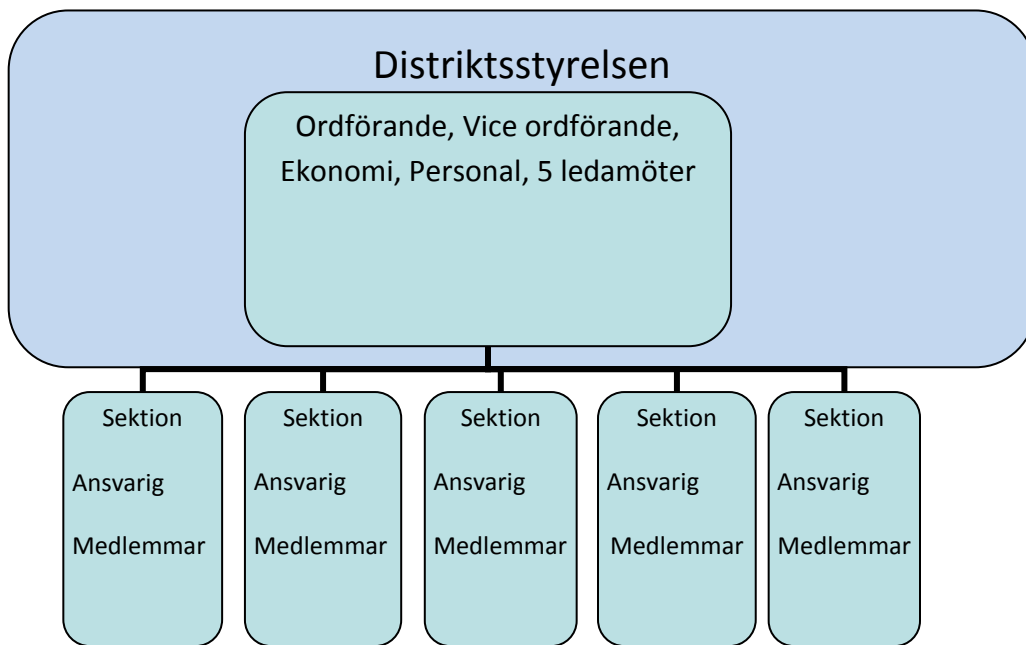 Distriktsstyrelsen
Ordförande, Vice ordförande,
Ekonomi, Personal, 5 ledamöter
Sektion
Ansvarig
Medlemmar
Sektion
Ansvarig
Medlemmar
Sektion
Ansvarig
Medlemmar
Sektion
Ansvarig
Medlemmar
Sektion
Ansvarig
Medlemmar